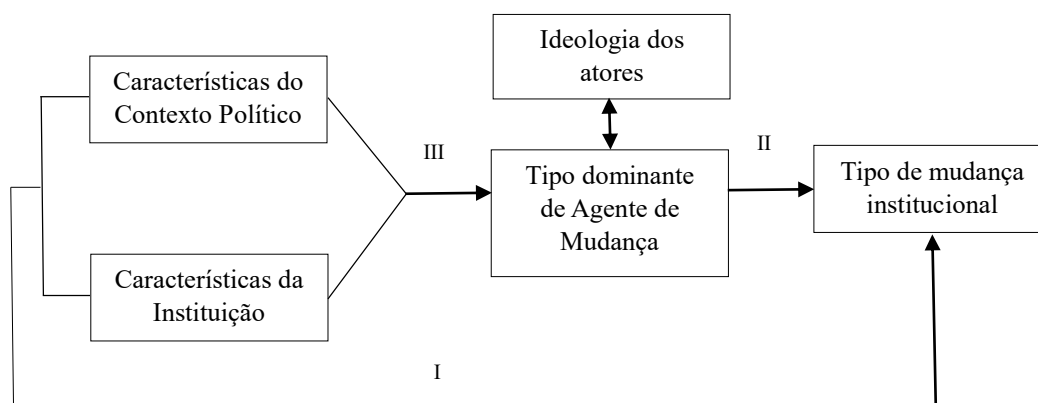 Ideologia dos
atores
Características do
Contexto Político
III
II
Tipo dominante
de Agente de
Mudança
Tipo de mudança
institucional
Características da
Instituição
I